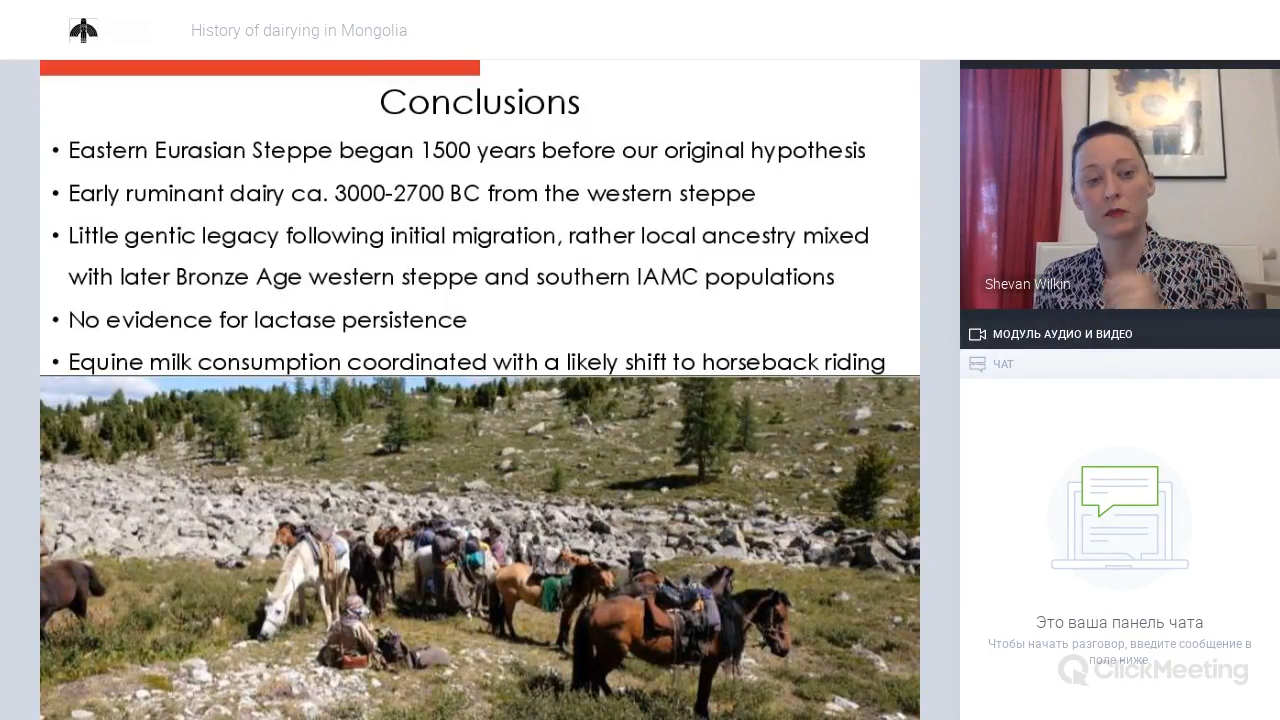 History of dairying in Mongolia
Conclusions
• Eastern Eurasian Steppe began 1500 years before our original hypothesis
• Early ruminant dairy ca. 3000-2700 BC from the western steppe
• Little gentic legacy following initial migration, rather local ancestry mixed
with later Bronze Age western steppe and southern IAMC populations
• No evidence for lactase persistence
• Equine milk consumption coordinated with a likely shift to horseback riding
Shevan Wilkin
МОДУЛЬ АУДИО И ВИДЕО
ЧАТ
Это ваша панель чата
Чтобы начать разговор, введите сообщение в
поле ниже
ClickMeeting